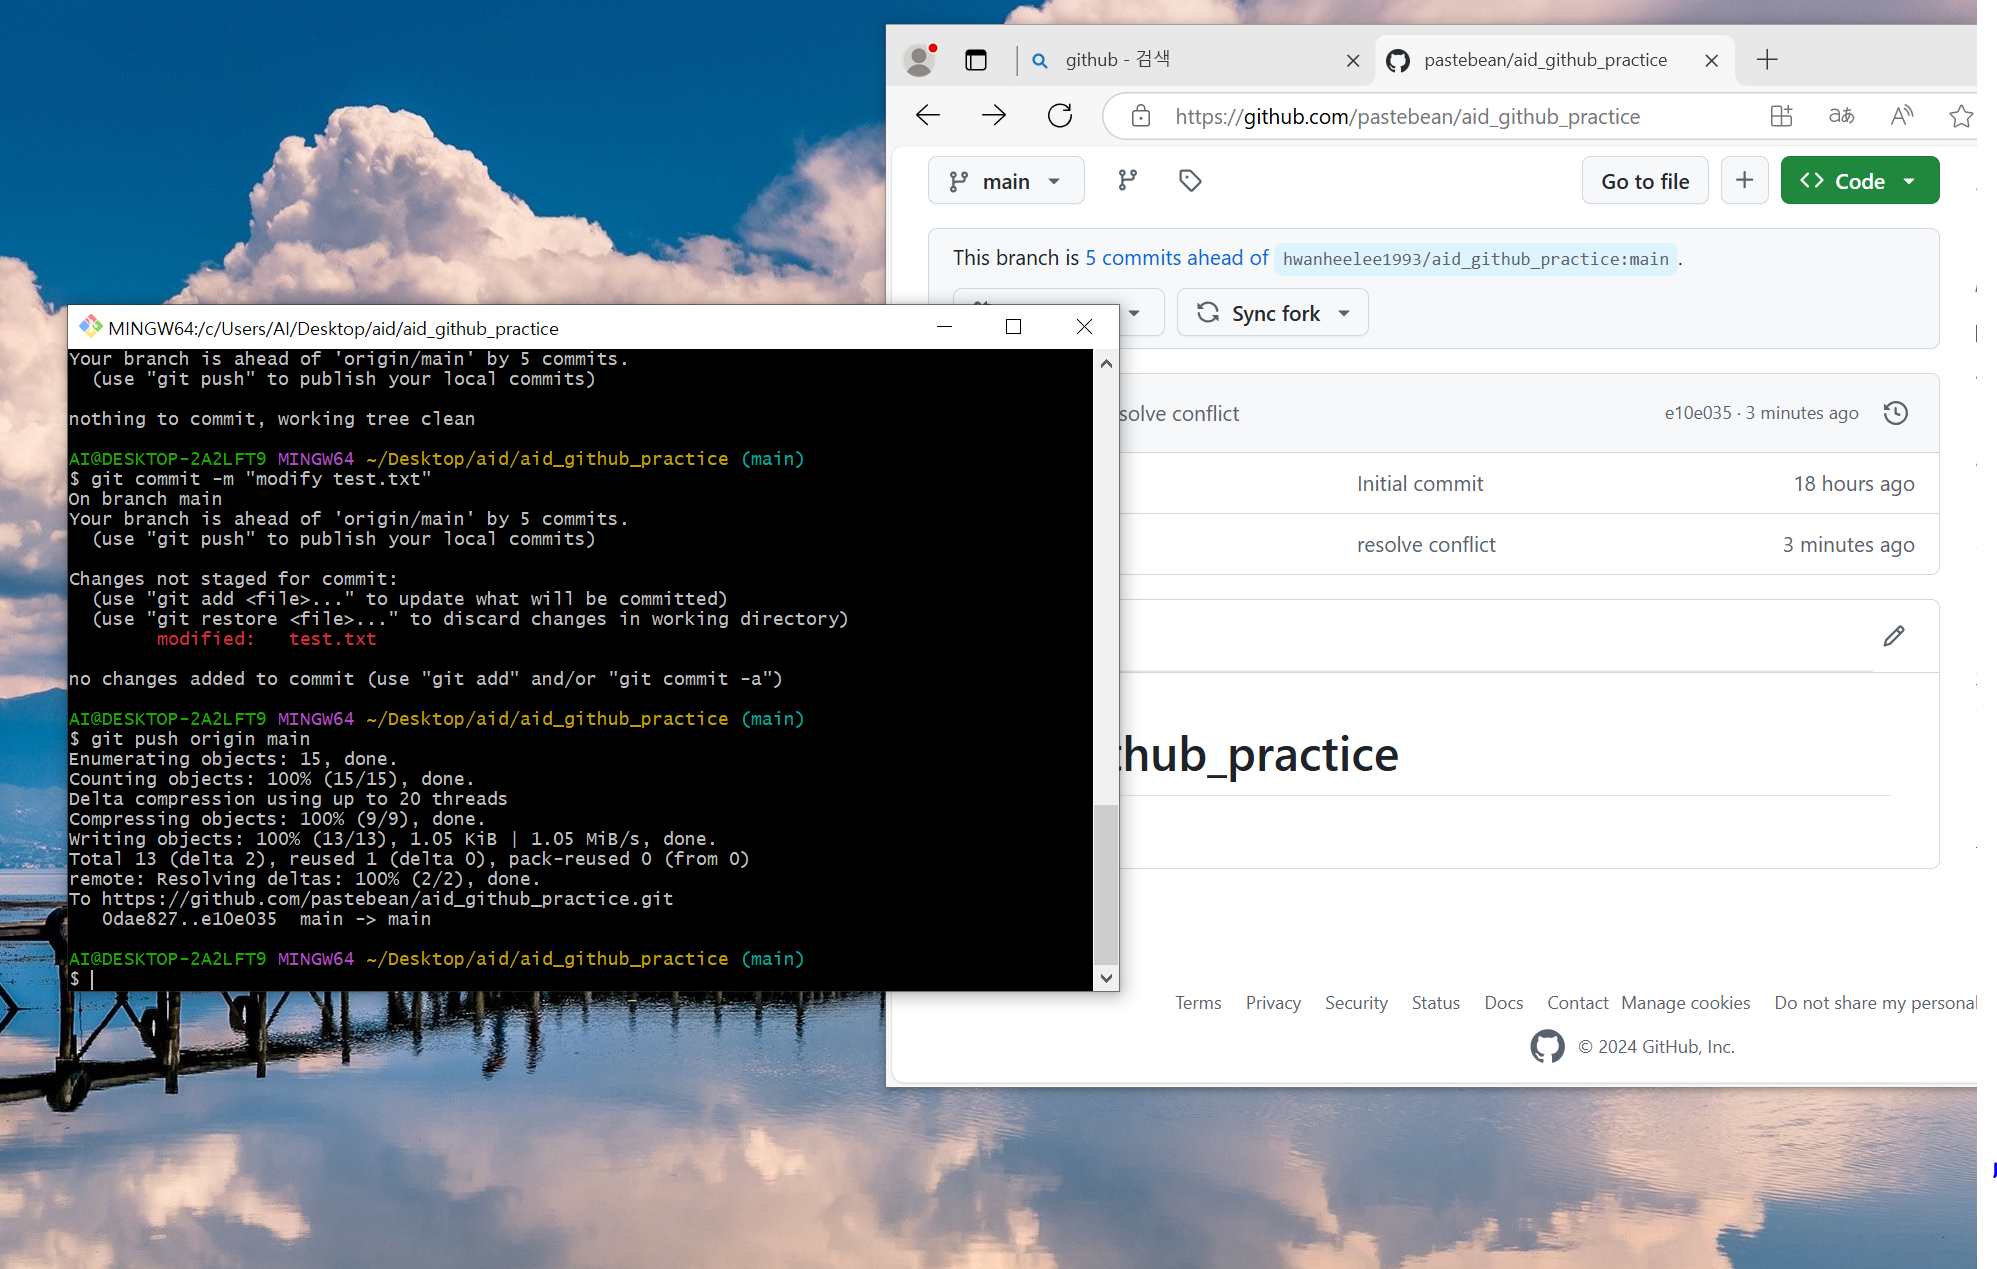 github - 검색
pastebean/aid_github_practice
https://github.com/pastebean/aid_github_practice
main
Go to file
Code
This branch is 5 commits ahead of hwanheelee1993/aid_github_practice:main .
Sync fork
solve conflict
e10e035 · 3 minutes ago
Initial commit
18 hours ago
resolve conflict
3 minutes ago
hub_practice
Terms Privacy Security Status Docs Contact Manage cookies Do not share my personal
© 2024 GitHub, Inc.
MINGW64:/c/Users/AI/Desktop/aid/aid_github_practice
Your branch is ahead of 'origin/main' by 5 commits.
(use "git push" to publish your local commits)
nothing to commit, working tree clean
AI@DESKTOP-2A2LFT9 MINGW64 ~/Desktop/aid/aid_github_practice (main)
$ git commit -m "modify test.txt"
On branch main
Your branch is ahead of 'origin/main' by 5 commits.
(use "git push" to publish your local commits)
Changes not staged for commit:
(use "git add <file>..." to update what will be committed)
(use "git restore <file>..." to discard changes in working directory)
modified: test.txt
no changes added to commit (use "git add" and/or "git commit -a")
AI@DESKTOP-2A2LFT9 MINGW64 ~/Desktop/aid/aid_github_practice (main)
$ git push origin main
Enumerating objects: 15, done.
Counting objects: 100% (15/15), done.
Delta compression using up to 20 threads
Compressing objects: 100% (9/9), done.
Writing objects: 100% (13/13), 1.05 KiB | 1.05 MiB/s, done.
Total 13 (delta 2), reused 1 (delta 0), pack-reused 0 (from 0)
remote: Resolving deltas: 100% (2/2), done.
To https://github.com/pastebean/aid_github_practice.git
0dae827..e10e035 main -> main
AI@DESKTOP-2A2LFT9 MINGW64 ~/Desktop/aid/aid_github_practice (main)
$